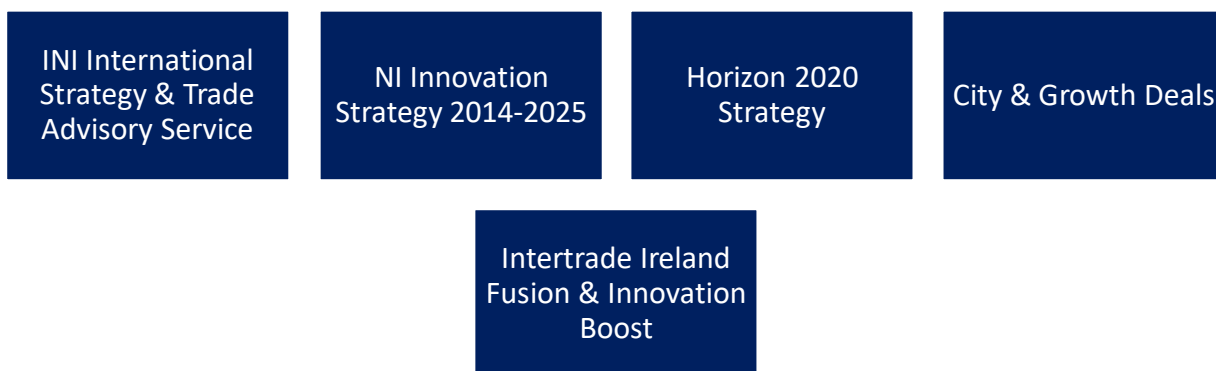 INI International
Strategy & Trade
Advisory Service
NI Innovation
Strategy 2014-2025
Horizon 2020
Strategy
City & Growth Deals
Intertrade Ireland
Fusion & Innovation
Boost